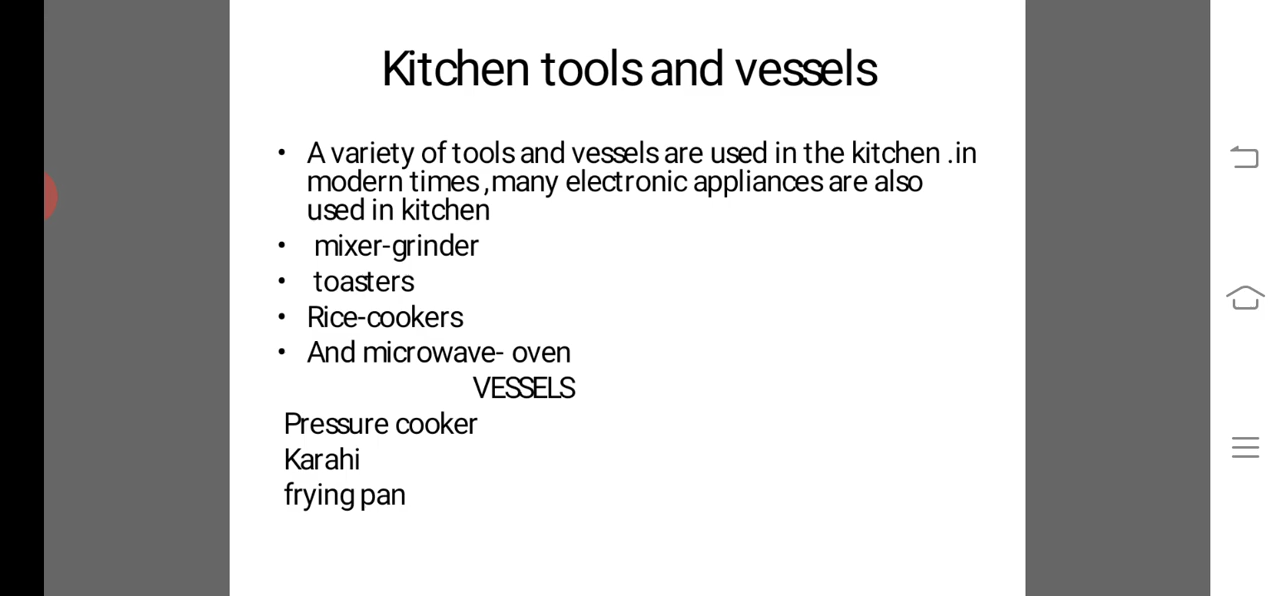 Kitchen tools and vessels
• A variety of tools and vessels are used in the kitchen .in
modern times ,many electronic appliances are also
used in kitchen
• mixer-grinder
• toasters
• Rice-cookers
• And microwave- oven
VESSELS
Pressure cooker
Karahi
frying pan